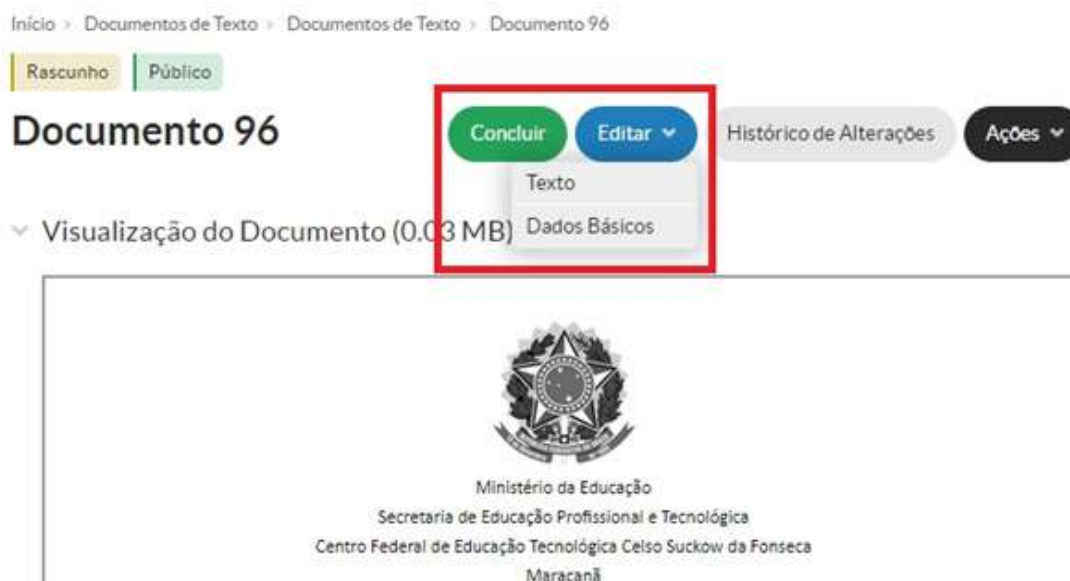 Início > Documentos de Texto > Documentos de Texto > Documento 96
Rascunho Público
Documento 96 Concluir Editar Histórico de Alterações Ações
Texto
Dados Básicos
Visualização do Documento (0.03 MB)
Ministério da Educação
Secretaria de Educação Profissional e Tecnológica
Centro Federal de Educação Tecnológica Celso Suckow da Fonseca
Maracanã